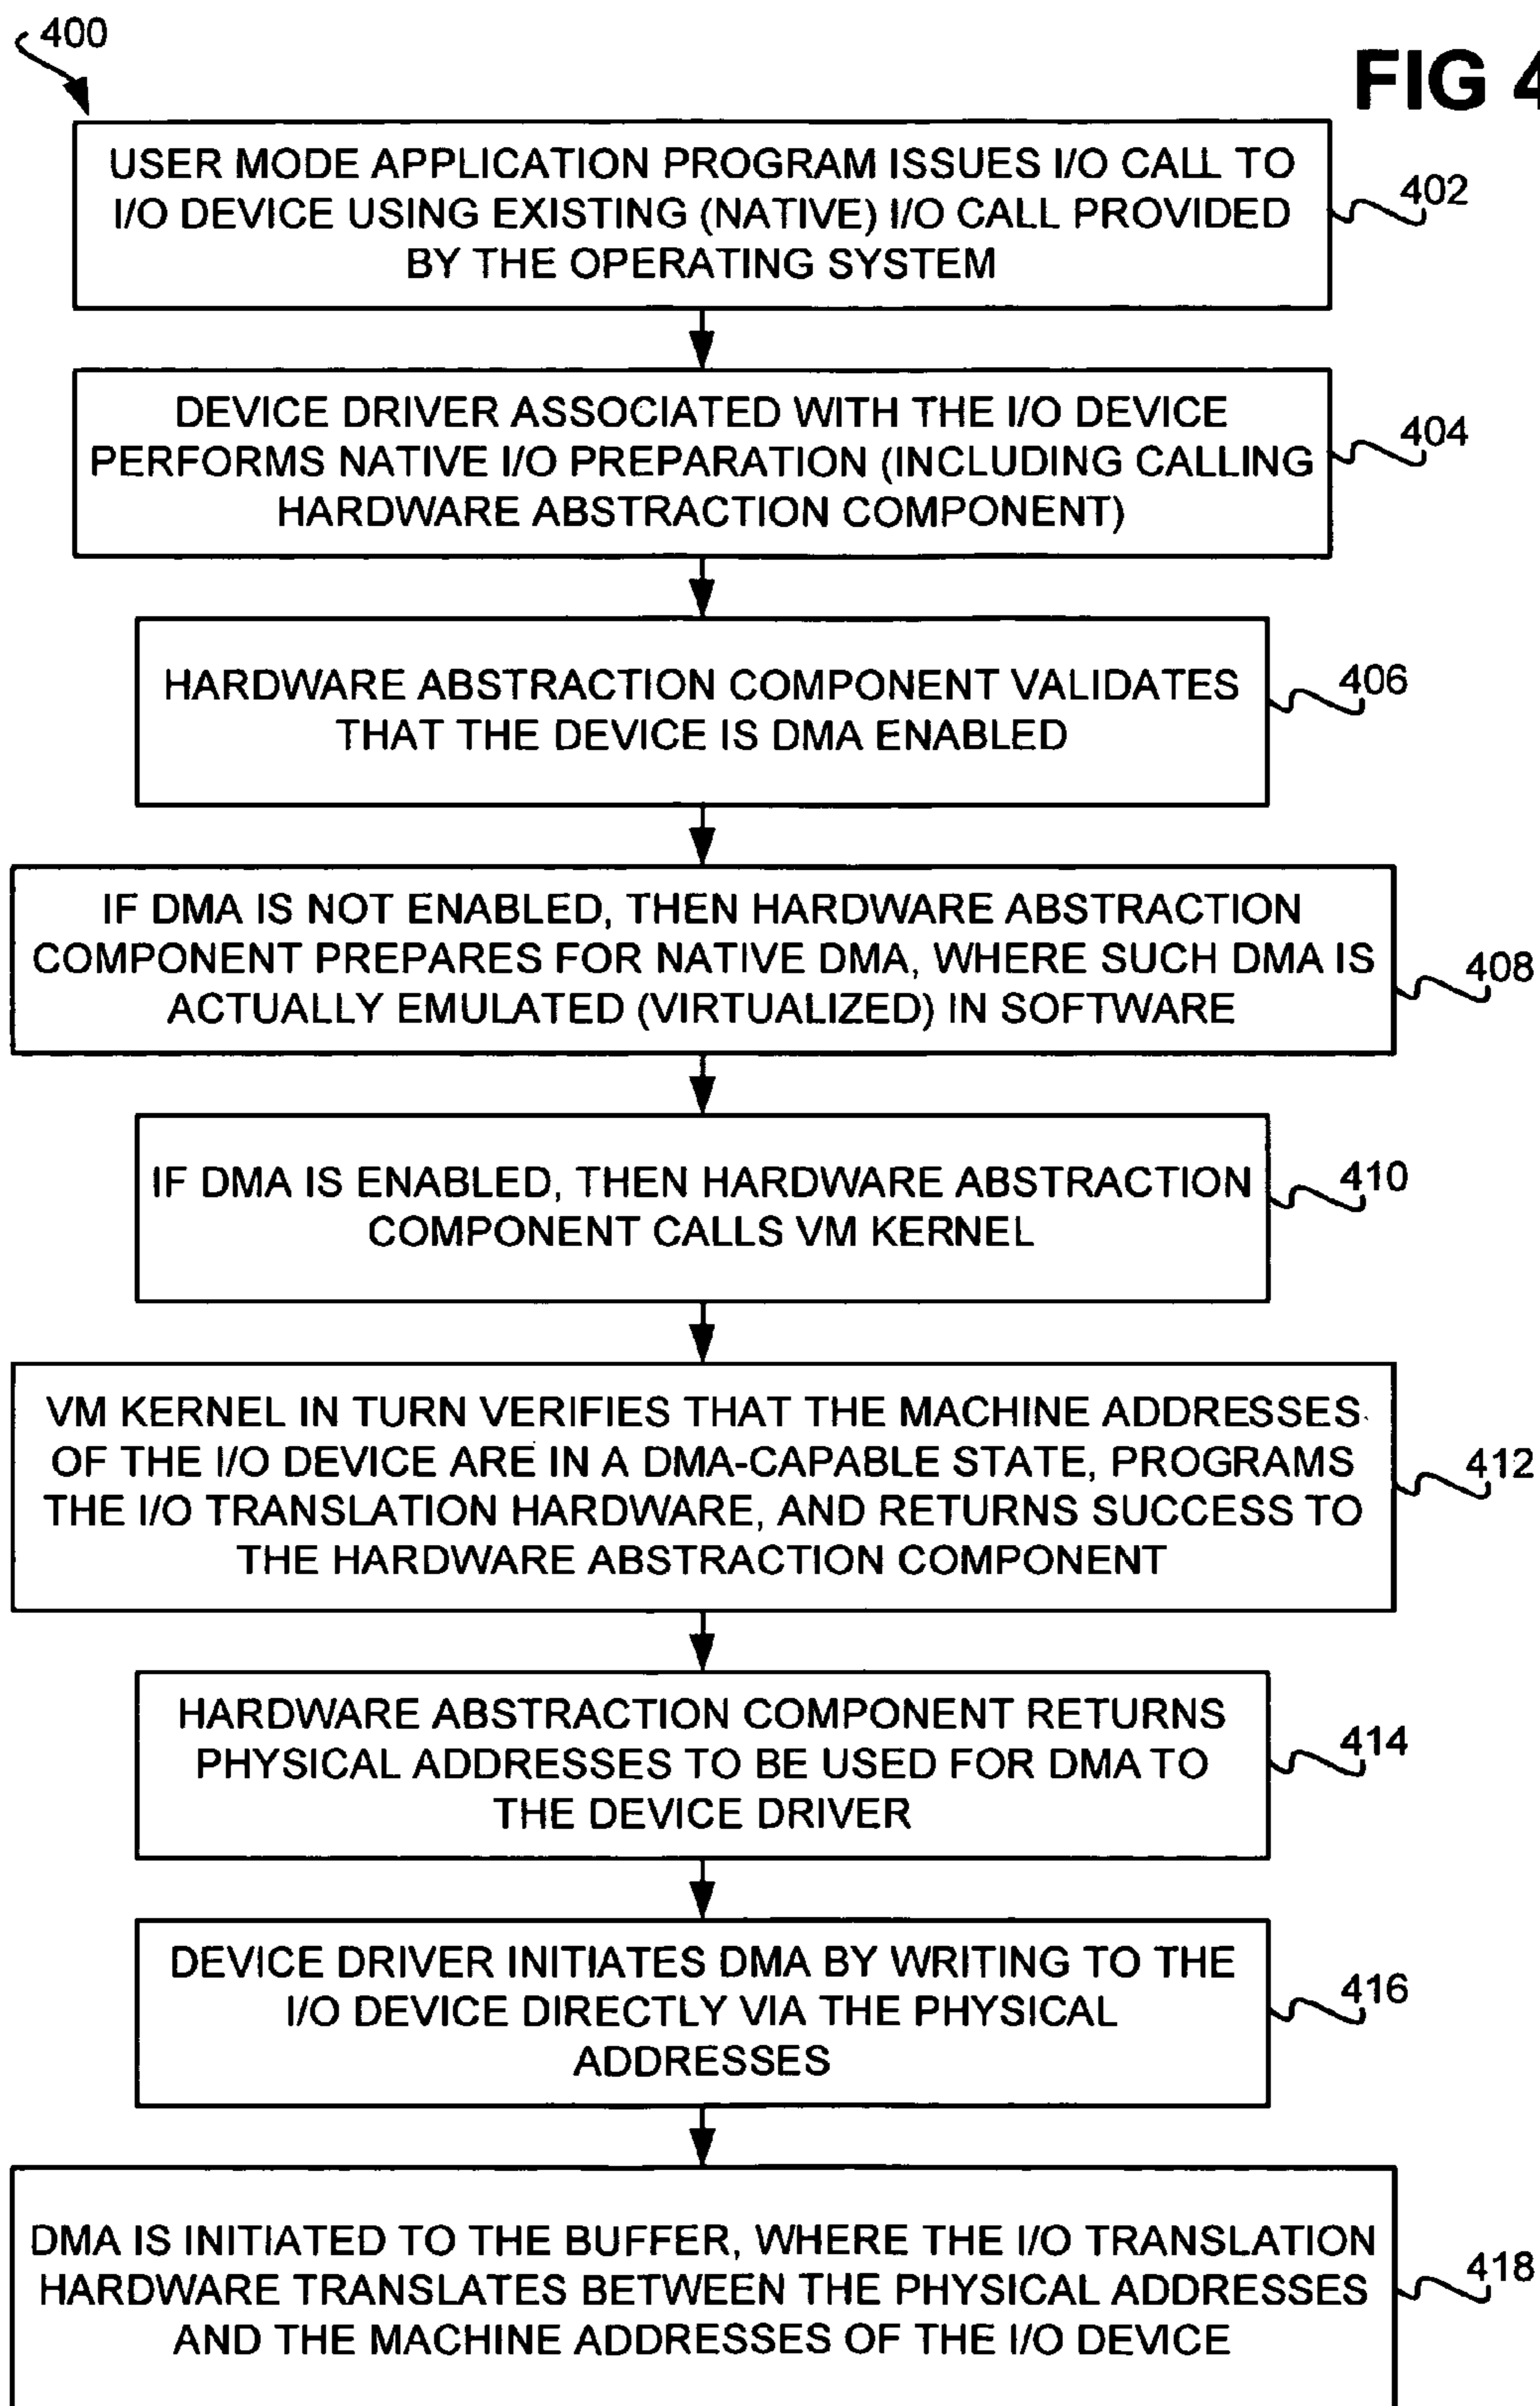 400
FIG 4
USER MODE APPLICATION PROGRAM ISSUES I/O CALL TO
I/O DEVICE USING EXISTING (NATIVE) I/O CALL PROVIDED
BY THE OPERATING SYSTEM
402
DEVICE DRIVER ASSOCIATED WITH THE I/O DEVICE
PERFORMS NATIVE I/O PREPARATION (INCLUDING CALLING
HARDWARE ABSTRACTION COMPONENT)
404
HARDWARE ABSTRACTION COMPONENT VALIDATES
THAT THE DEVICE IS DMA ENABLED
406
IF DMA IS NOT ENABLED, THEN HARDWARE ABSTRACTION
COMPONENT PREPARES FOR NATIVE DMA, WHERE SUCH DMA IS
ACTUALLY EMULATED (VIRTUALIZED) IN SOFTWARE
408
IF DMA IS ENABLED, THEN HARDWARE ABSTRACTION
COMPONENT CALLS VM KERNEL
410
VM KERNEL IN TURN VERIFIES THAT THE MACHINE ADDRESSES
OF THE I/O DEVICE ARE IN A DMA-CAPABLE STATE, PROGRAMS
THE I/O TRANSLATION HARDWARE, AND RETURNS SUCCESS TO
THE HARDWARE ABSTRACTION COMPONENT
412
HARDWARE ABSTRACTION COMPONENT RETURNS
PHYSICAL ADDRESSES TO BE USED FOR DMA TO
THE DEVICE DRIVER
414
DEVICE DRIVER INITIATES DMA BY WRITING TO THE
I/O DEVICE DIRECTLY VIA THE PHYSICAL
ADDRESSES
416
DMA IS INITIATED TO THE BUFFER, WHERE THE I/O TRANSLATION
HARDWARE TRANSLATES BETWEEN THE PHYSICAL ADDRESSES
AND THE MACHINE ADDRESSES OF THE I/O DEVICE
418